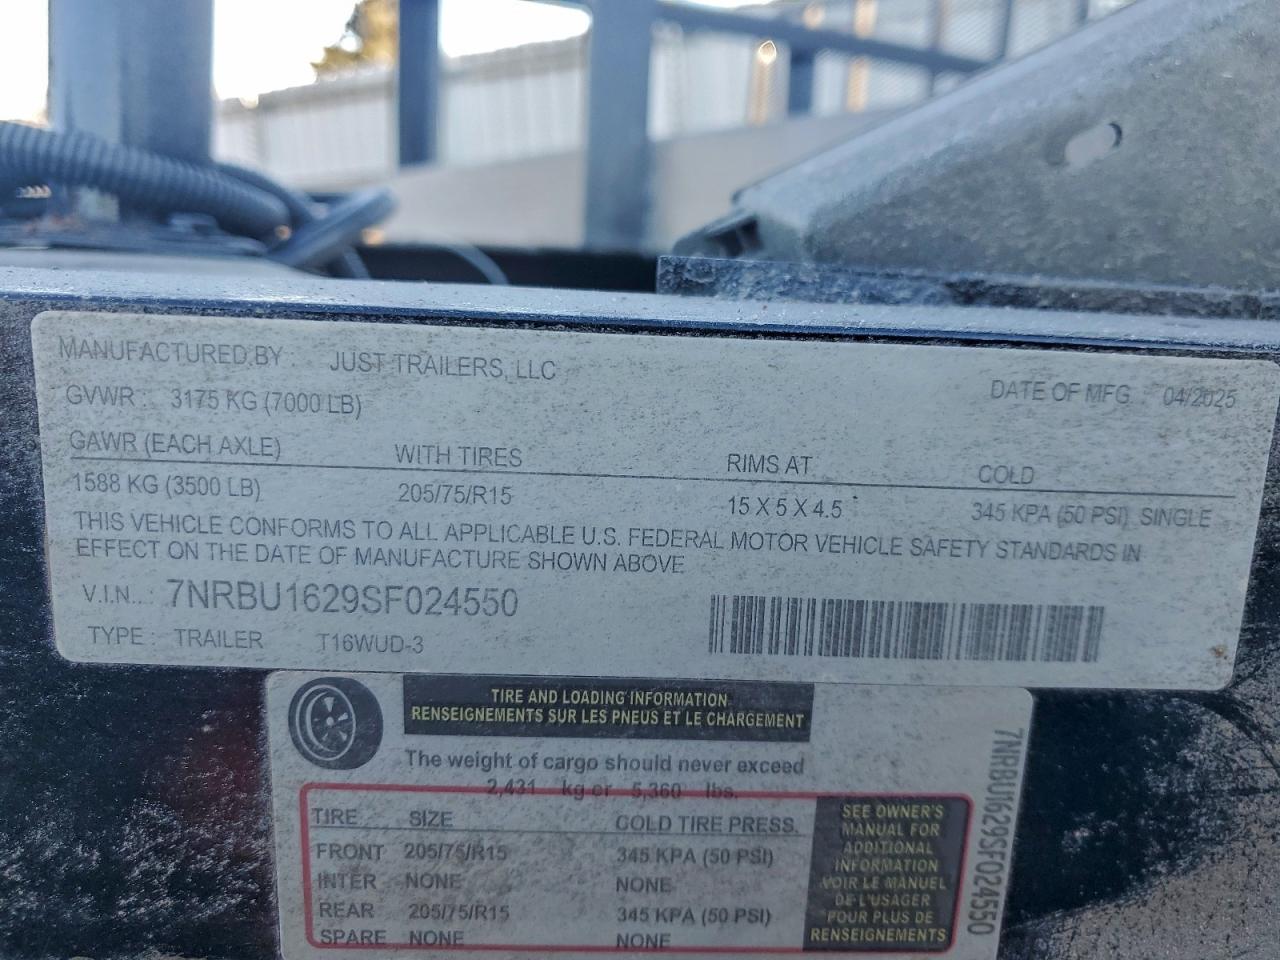 MANUFACTURED BY JUST TRAILERS, LLC
DATE OF MFG : 04/2025
GVWR : 3175 KG (7000 LB)
GAWR (EACH AXLE) WITH TIRES RIMS AT COLD
1588 KG (3500 LB) 205/75/R15 15 X 5 X 4.5 345 KPA (50 PSI) SINGLE
THIS VEHICLE CONFORMS TO ALL APPLICABLE U.S. FEDERAL MOTOR VEHICLE SAFETY STANDARDS IN
EFFECT ON THE DATE OF MANUFACTURE SHOWN ABOVE
V.I.N... : 7NRBU1629SF024550
TYPE : TRAILER T16WUD-3
TIRE AND LOADING INFORMATION
RENSEIGNEMENTS SUR LES PNEUS ET LE CHARGEMENT
The weight of cargo should never exceed
2,431 kg or 5,360 lbs.
TIRE SIZE COLD TIRE PRESS.
FRONT 205/75/R15 345 KPA (50 PSI)
INTER NONE NONE
REAR 205/75/R15 345 KPA (50 PSI)
SPARE NONE NONE
SEE OWNER'S
MANUAL FOR
ADDITIONAL
INFORMATION
VOIR LE MANUEL
DE L'USAGER
POUR PLUS DE
RENSEIGNEMENTS
7NRBU1629SF024550